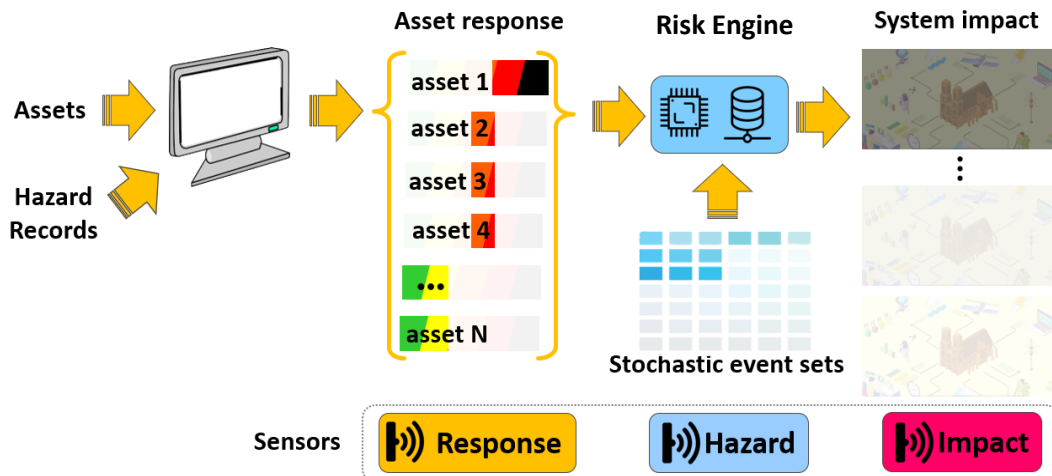 Asset response
Risk Engine
System impact
Assets
Hazard
Records
asset 1
asset 2
asset 3
asset 4
...
asset N
...
Stochastic event sets
Sensors
Response
Hazard
Impact